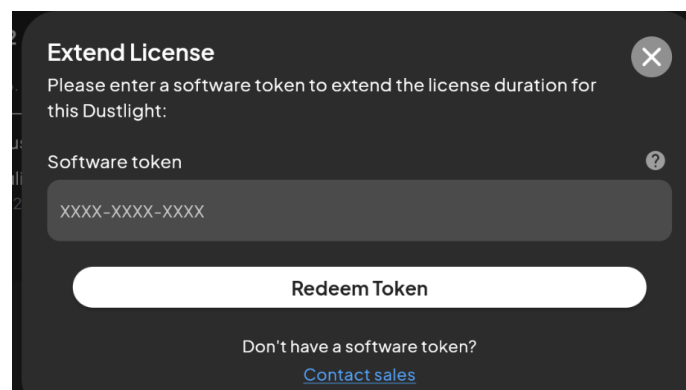 Extend License
Please enter a software token to extend the license duration for
this Dustlight:
Software token
XXXX-XXXX-XXXX
Redeem Token
Don't have a software token?
Contact sales